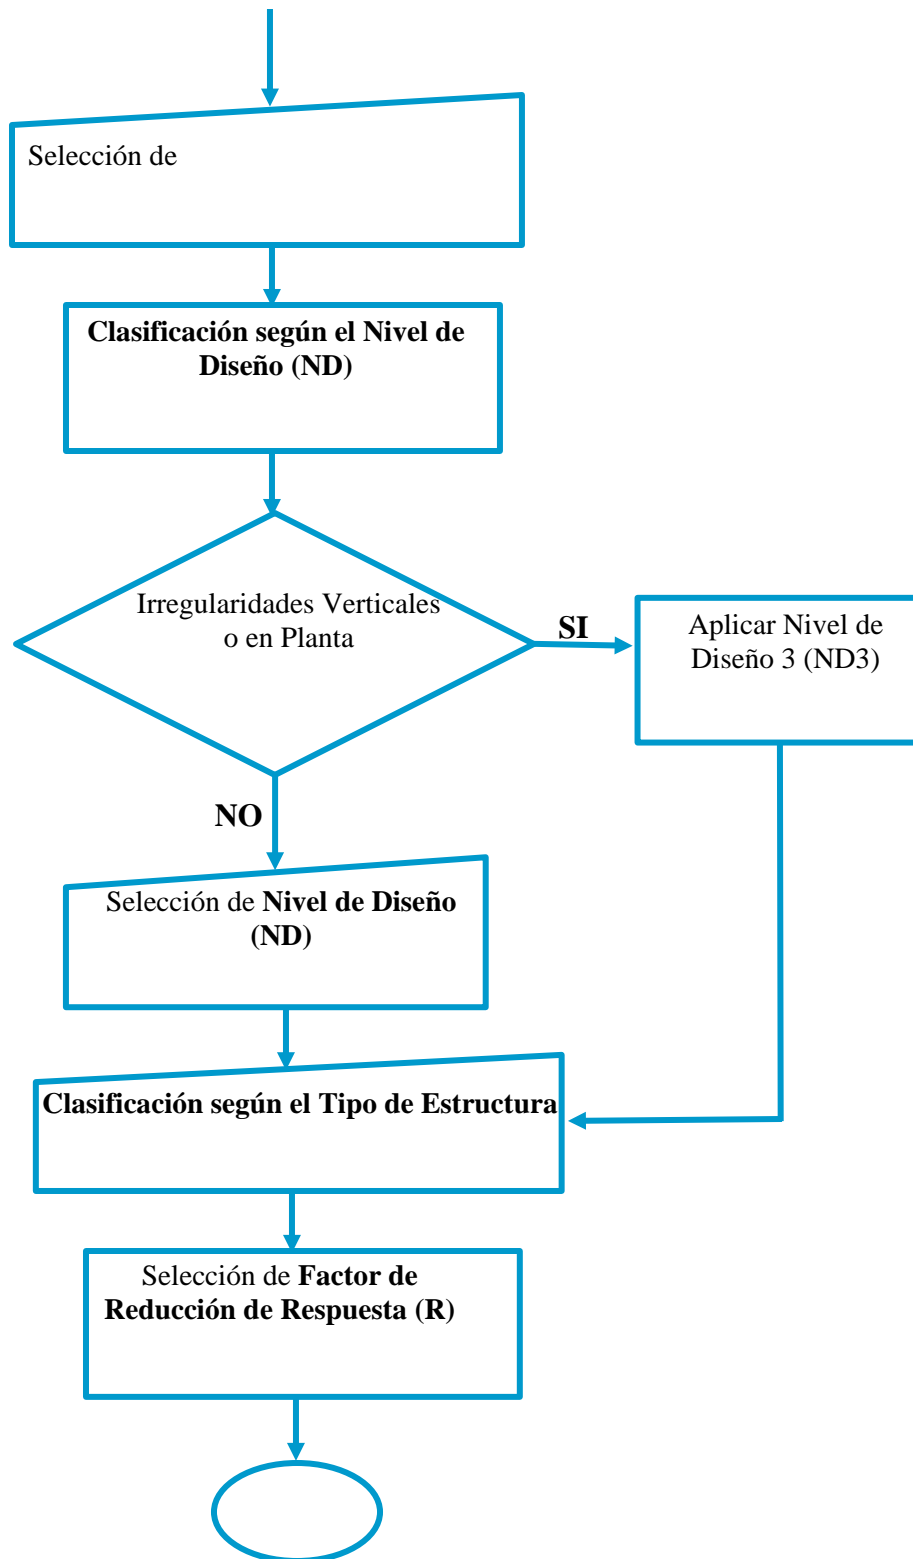 Selección de
Clasificación según el Nivel de
Diseño (ND)
Irregularidades Verticales
o en Planta
SI
Aplicar Nivel de
Diseño 3 (ND3)
NO
Selección de Nivel de Diseño
(ND)
Clasificación según el Tipo de Estructura
Selección de Factor de
Reducción de Respuesta (R)